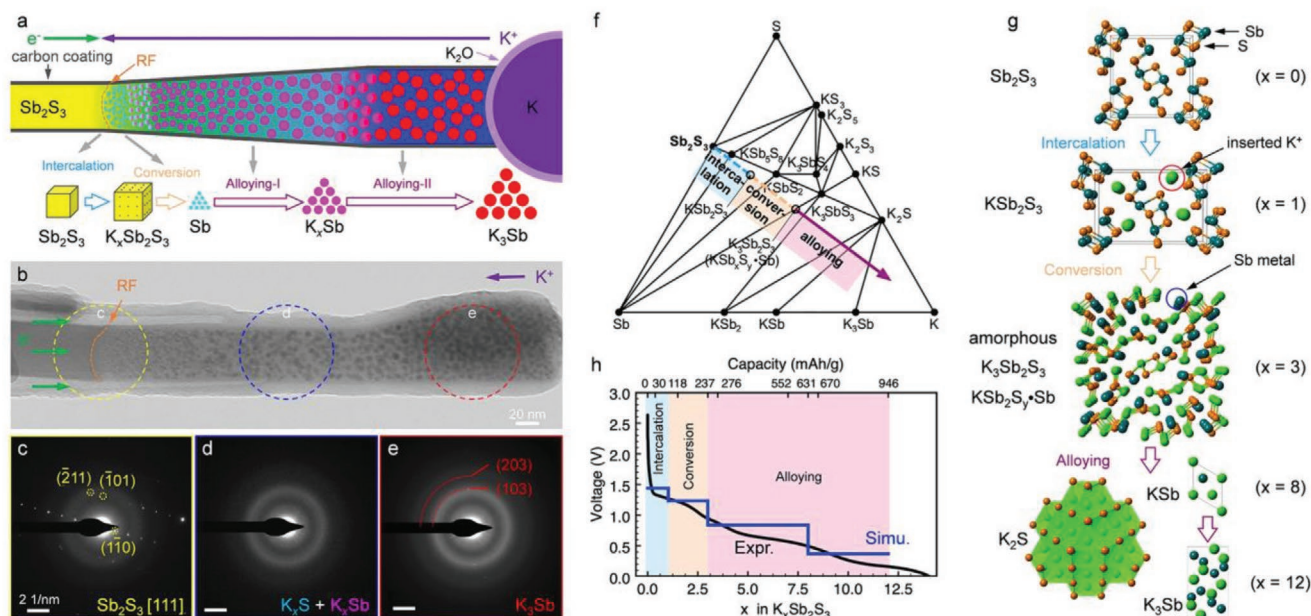 a
e⁻
K⁺
carbon coating
RF
K₂O
Sb₂S₃
K
Intercalation
Conversion
Alloying-I
Alloying-II
Sb₂S₃
KₓSb₂S₃
Sb
KₓSb
K₃Sb
b
K⁺
RF
c
d
e
20 nm
c
(2̄11)
(1̄01)
(11̄0)
2 1/nm
Sb₂S₃ [111]
d
KₓS + KₓSb
e
(203)
(103)
K₃Sb
f
S
KS₃
K₂S₅
Sb₂S₃
KSb₅S₈
K₃SbS₄
K₂S₃
KS
interca-
lation
KSbS₂
conver-
sion
KSb₂S₃
K₃SbS₃
K₂S
K₃Sb₂S₃
(KSbₓSᵧ•Sb)
alloying
Sb
KSb₂
KSb
K₃Sb
K
h
Capacity (mAh/g)
0 30 118 237 276 552 631 670 946
Voltage (V)
3.0
2.5
2.0
1.5
1.0
0.5
0.0
Intercalation
Conversion
Alloying
Expr.
Simu.
0.0 2.5 5.0 7.5 10.0 12.5
x in KₓSb₂S₃
g
Sb
S
Sb₂S₃
(x = 0)
Intercalation
inserted K⁺
KSb₂S₃
(x = 1)
Conversion
Sb metal
amorphous
K₃Sb₂S₃
KSb₂Sᵧ•Sb
(x = 3)
Alloying
KSb
(x = 8)
K₂S
K₃Sb
(x = 12)